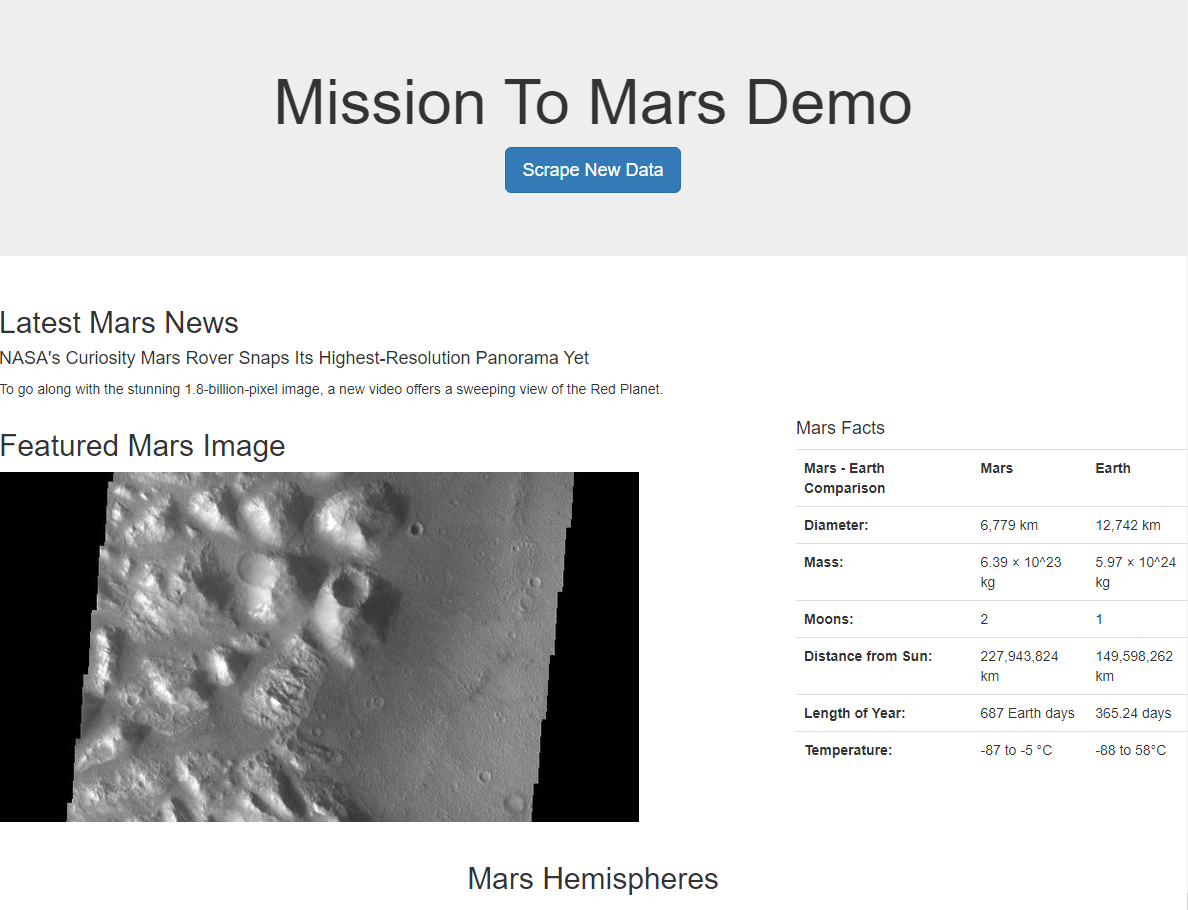 Mission To Mars Demo
Scrape New Data
Latest Mars News
NASA's Curiosity Mars Rover Snaps Its Highest-Resolution Panorama Yet
To go along with the stunning 1.8-billion-pixel image, a new video offers a sweeping view of the Red Planet.
Featured Mars Image
Mars Facts
Mars - Earth Comparison Mars Earth
Diameter: 6,779 km 12,742 km
Mass: 6.39 × 10^23 kg 5.97 × 10^24 kg
Moons: 2 1
Distance from Sun: 227,943,824 km 149,598,262 km
Length of Year: 687 Earth days 365.24 days
Temperature: -87 to -5 °C -88 to 58°C
Mars Hemispheres